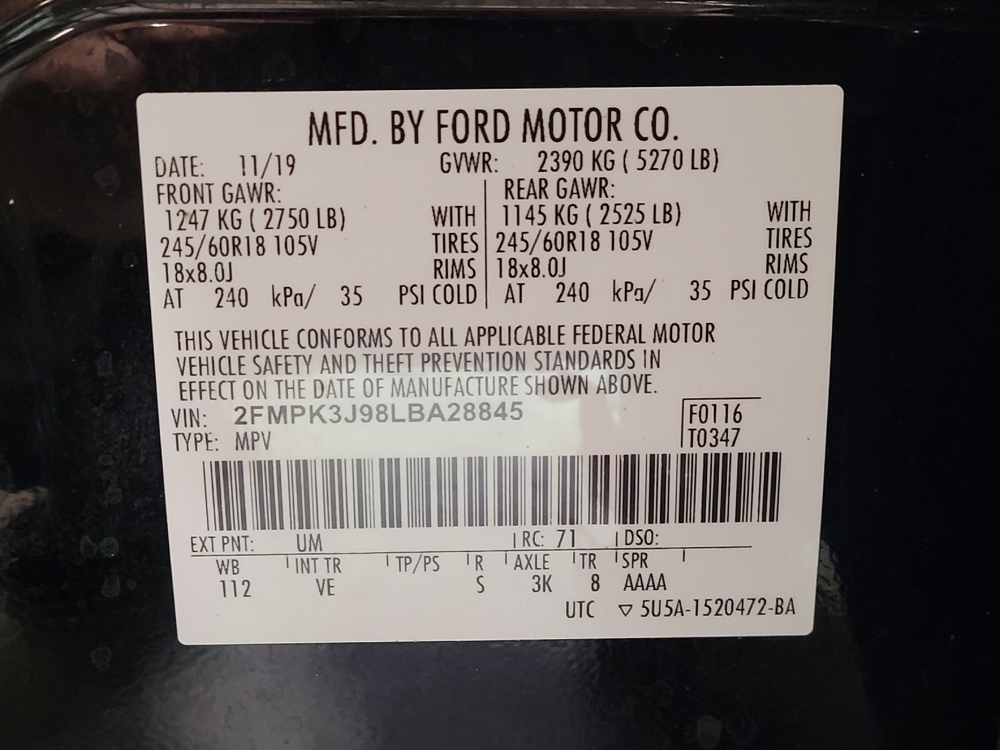 MFD. BY FORD MOTOR CO.
DATE: 11/19 GVWR: 2390 KG ( 5270 LB)
FRONT GAWR: REAR GAWR:
1247 KG ( 2750 LB) WITH 1145 KG ( 2525 LB) WITH
245/60R18 105V TIRES 245/60R18 105V TIRES
18x8.0J RIMS 18x8.0J RIMS
AT 240 kPa/ 35 PSI COLD AT 240 kPa/ 35 PSI COLD
THIS VEHICLE CONFORMS TO ALL APPLICABLE FEDERAL MOTOR
VEHICLE SAFETY AND THEFT PREVENTION STANDARDS IN
EFFECT ON THE DATE OF MANUFACTURE SHOWN ABOVE.
VIN: 2FMPK3J98LBA28845 F0116
TYPE: MPV T0347
EXT PNT: UM RC: 71 DSO:
WB INT TR TP/PS R AXLE TR SPR
112 VE S 3K 8 AAAA
UTC ▽ 5U5A-1520472-BA